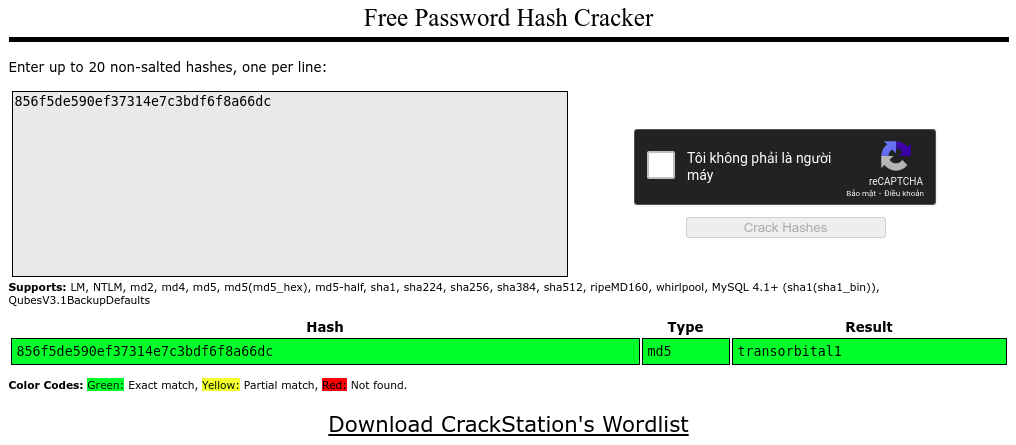 Free Password Hash Cracker
Enter up to 20 non-salted hashes, one per line:
856f5de590ef37314e7c3bdf6f8a66dc
Tôi không phải là người
máy
reCAPTCHA
Bảo mật - Điều khoản
Crack Hashes
Supports: LM, NTLM, md2, md4, md5, md5(md5_hex), md5-half, sha1, sha224, sha256, sha384, sha512, ripeMD160, whirlpool, MySQL 4.1+ (sha1(sha1_bin)),
QubesV3.1BackupDefaults
Hash Type Result
856f5de590ef37314e7c3bdf6f8a66dc md5 transorbital1
Color Codes: Green: Exact match, Yellow: Partial match, Red: Not found.
Download CrackStation's Wordlist